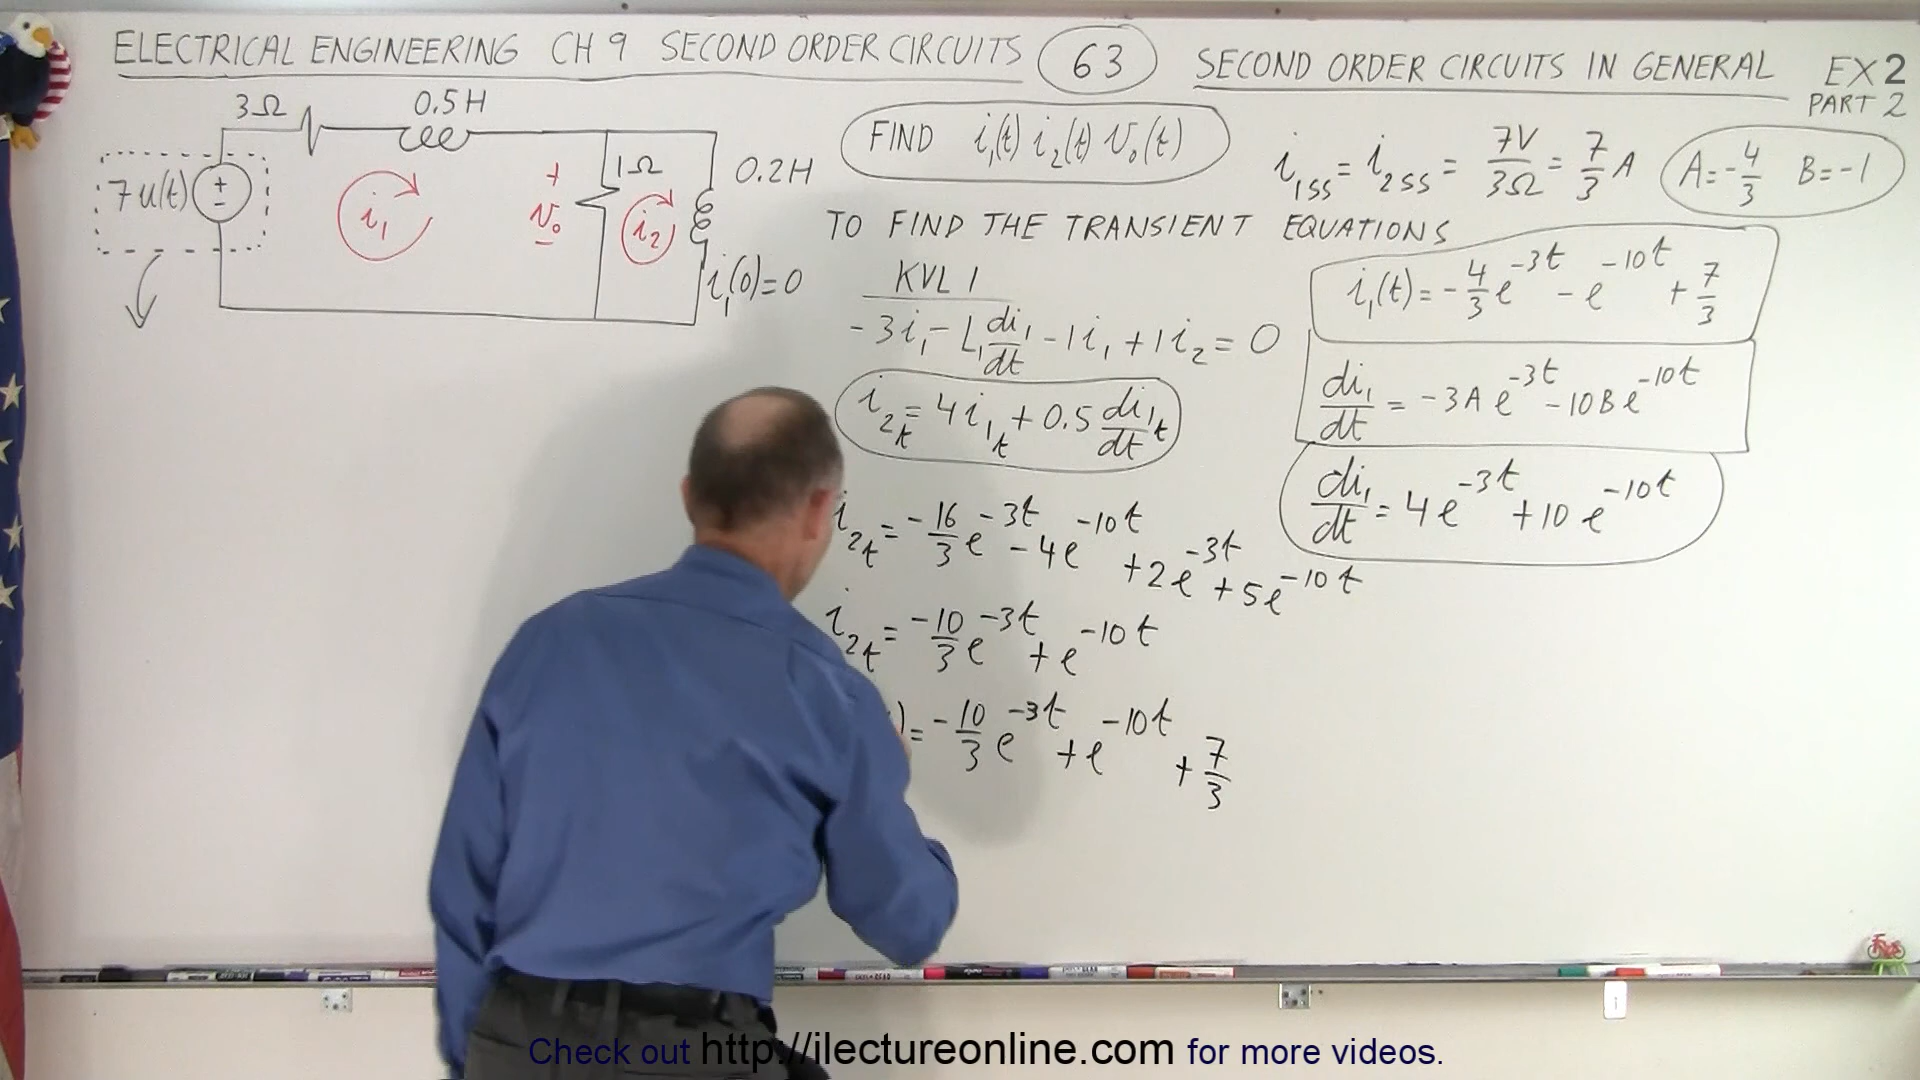 ELECTRICAL ENGINEERING CH 9 SECOND ORDER CIRCUITS 63 SECOND ORDER CIRCUITS IN GENERAL EX 2
PART 2
3Ω 0.5H
7u(t) + - i₁ + v₀ - 1Ω i₂ 0.2H
i₁(0)=0
FIND i₁(t) i₂(t) v₀(t)
i₁ss = i₂ss = 7V/3Ω = 7/3 A
A=-4/3 B=-1
TO FIND THE TRANSIENT EQUATIONS
KVL 1
-3i₁ - L₁ di₁/dt - 1i₁ + 1i₂ = 0
i₂t = 4i₁t + 0.5 di₁t/dt
i₂t = -16/3 e^-3t - 4e^-10t + 2e^-3t + 5e^-10t
i₂t = -10/3 e^-3t + e^-10t
) = -10/3 e^-3t + e^-10t + 7/3
i₁(t) = -4/3 e^-3t - e^-10t + 7/3
di₁/dt = -3Ae^-3t - 10Be^-10t
di₁/dt = 4e^-3t + 10e^-10t
Check out http://ilectureonline.com for more videos.